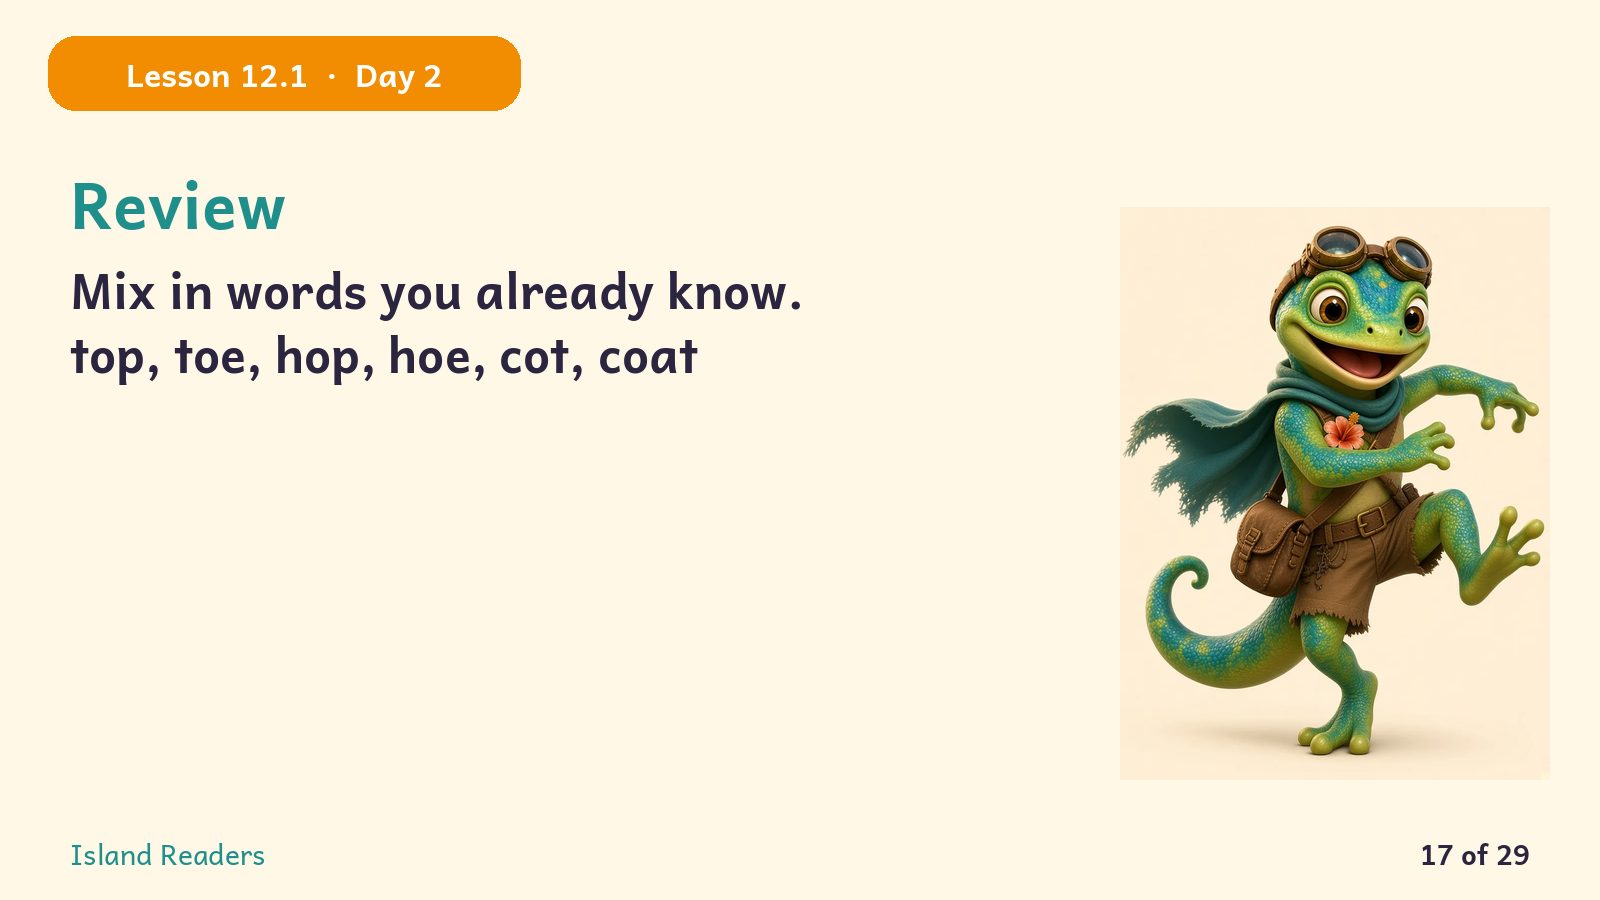 Lesson 12.1 · Day 2
Review
Mix in words you already know.
top, toe, hop, hoe, cot, coat
Island Readers
17 of 29